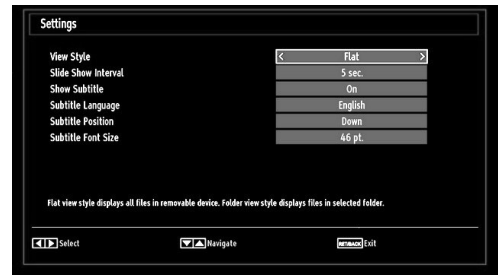 Settings
View Style < Flat >
Slide Show Interval 5 sec.
Show Subtitle On
Subtitle Language English
Subtitle Position Down
Subtitle Font Size 46 pt.
Flat view style displays all files in removable device. Folder view style displays files in selected folder.
Select Navigate RET/BACK Exit